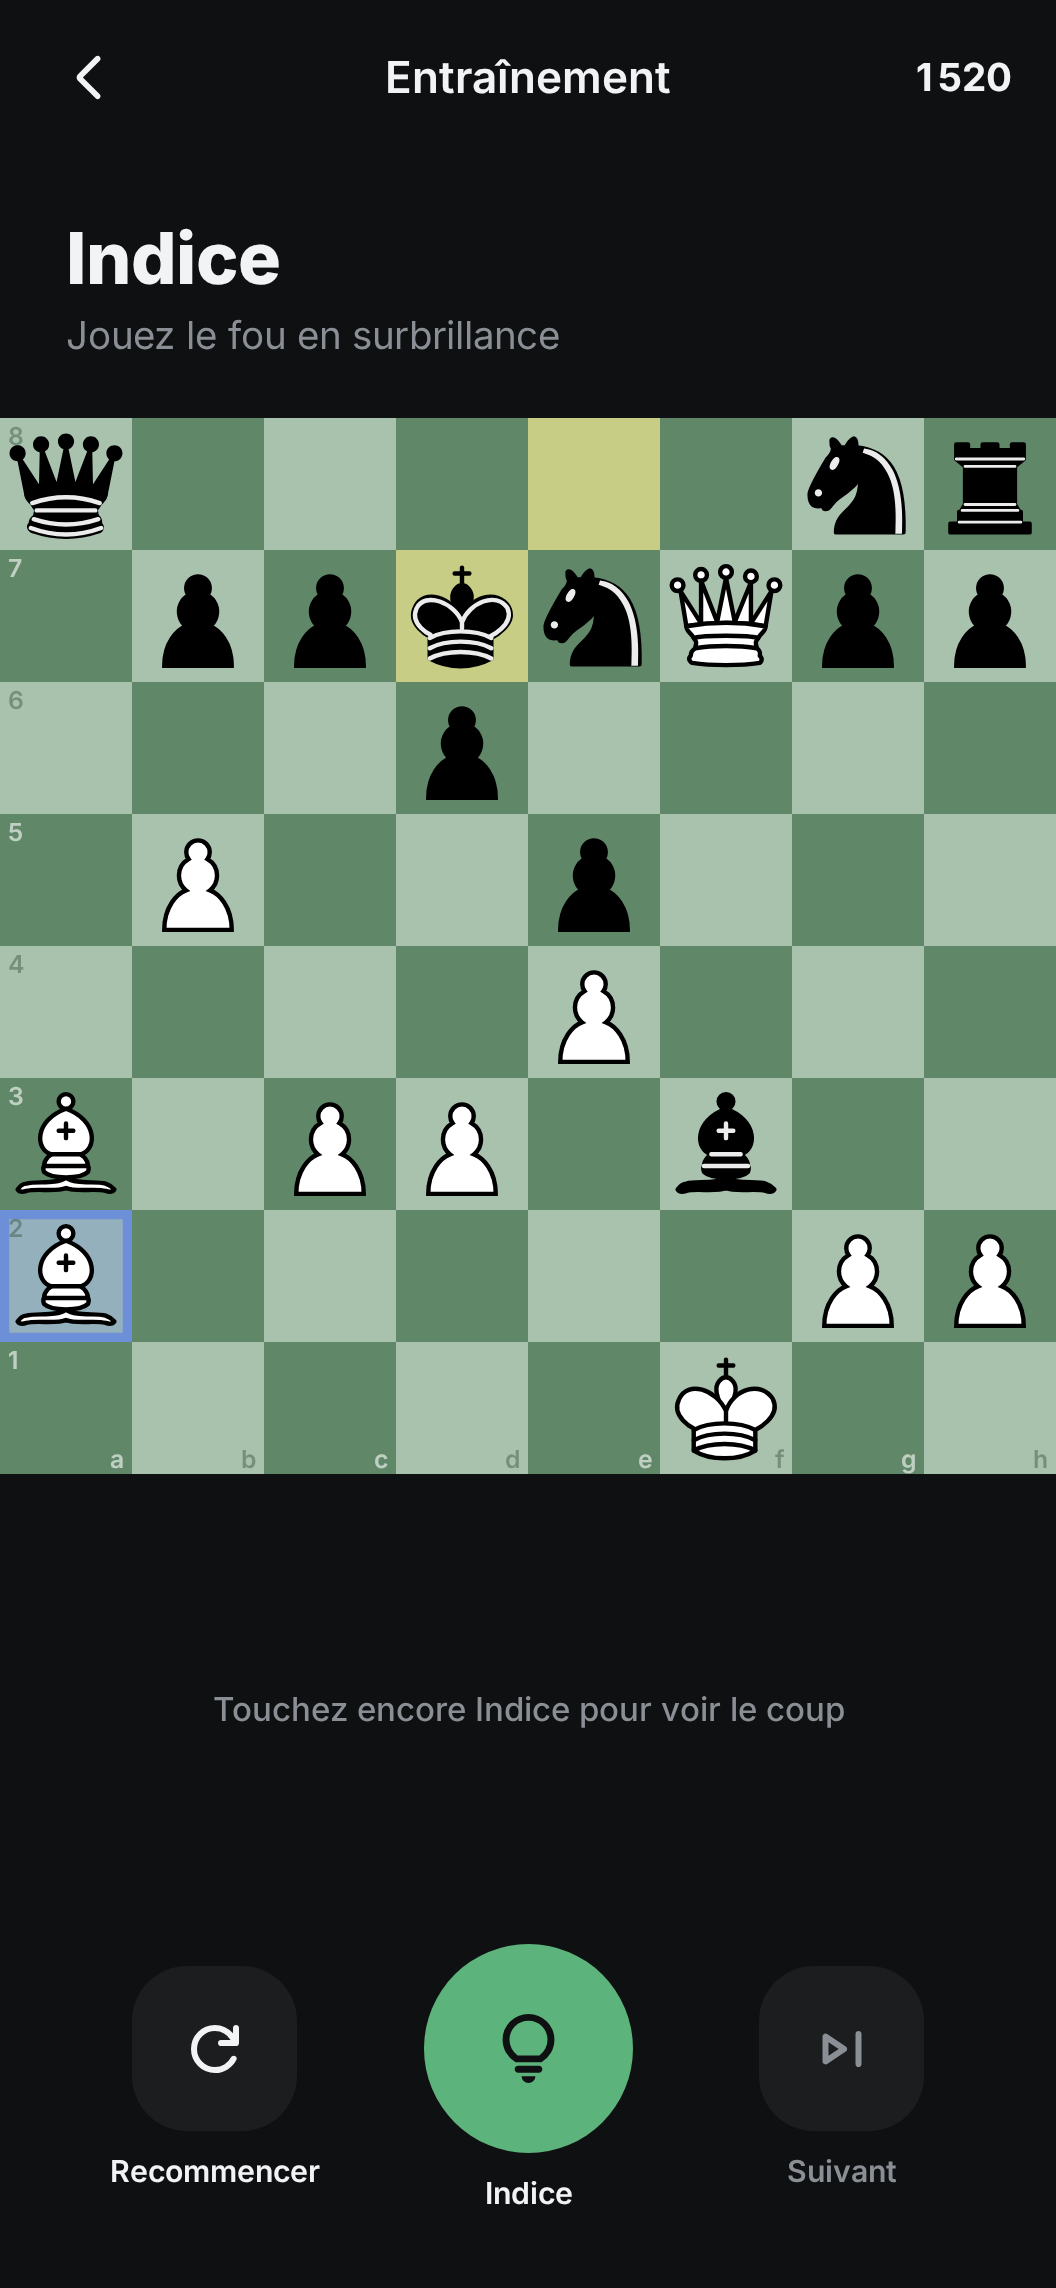 Entraînement
1520
Indice
Jouez le fou en surbrillance
8
7
6
5
4
3
2
1
a b c d e f g h
Touchez encore Indice pour voir le coup
Recommencer
Indice
Suivant